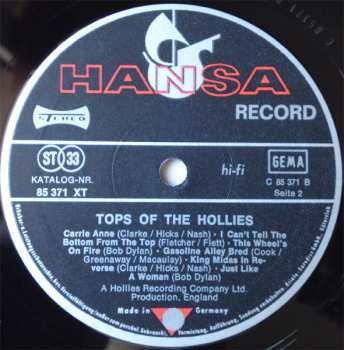 HANSA
RECORD
STEREO
ST 33
KATALOG-NR.
85 371 XT
hi-fi
GEMA
C 85 371 B
Seite 2
TOPS OF THE HOLLIES
Carrie Anne (Clarke / Hicks / Nash) · I Can't Tell The
Bottom From The Top (Fletcher / Flett) · This Wheel's
On Fire (Bob Dylan) · Gasoline Alley Bred (Cook /
Greenaway / Macaulay) · King Midas In Re-
verse (Clarks / Hicks / Nash) · Just Like
A Woman (Bob Dylan)
A Hollies Recording Company Ltd.
Production, England
Made in Germany